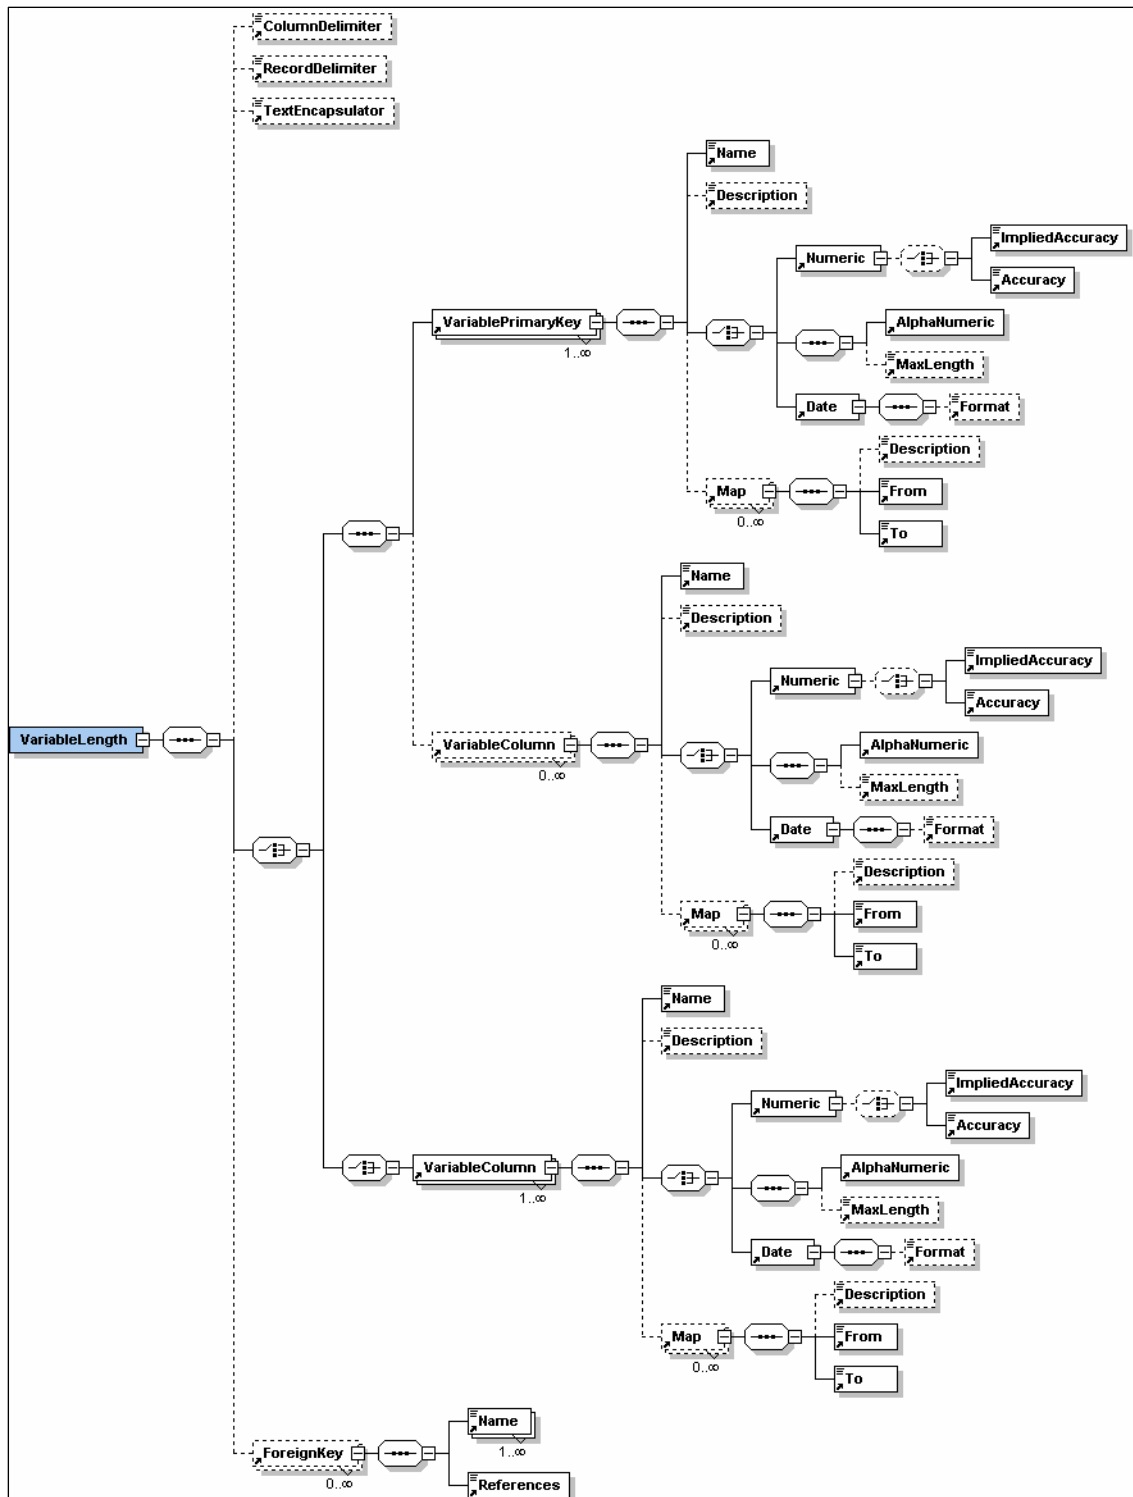 ColumnDelimiter
RecordDelimiter
TextEncapsulator
Name
Description
ImpliedAccuracy
Numeric
Accuracy
VariablePrimaryKey
1..∞
AlphaNumeric
MaxLength
Date
Format
Description
Map
0..∞
From
To
Name
Description
ImpliedAccuracy
Numeric
Accuracy
VariableLength
VariableColumn
0..∞
AlphaNumeric
MaxLength
Date
Format
Description
Map
0..∞
From
To
Name
Description
ImpliedAccuracy
Numeric
Accuracy
VariableColumn
1..∞
AlphaNumeric
MaxLength
Date
Format
Description
Map
0..∞
From
To
Name
1..∞
ForeignKey
0..∞
References